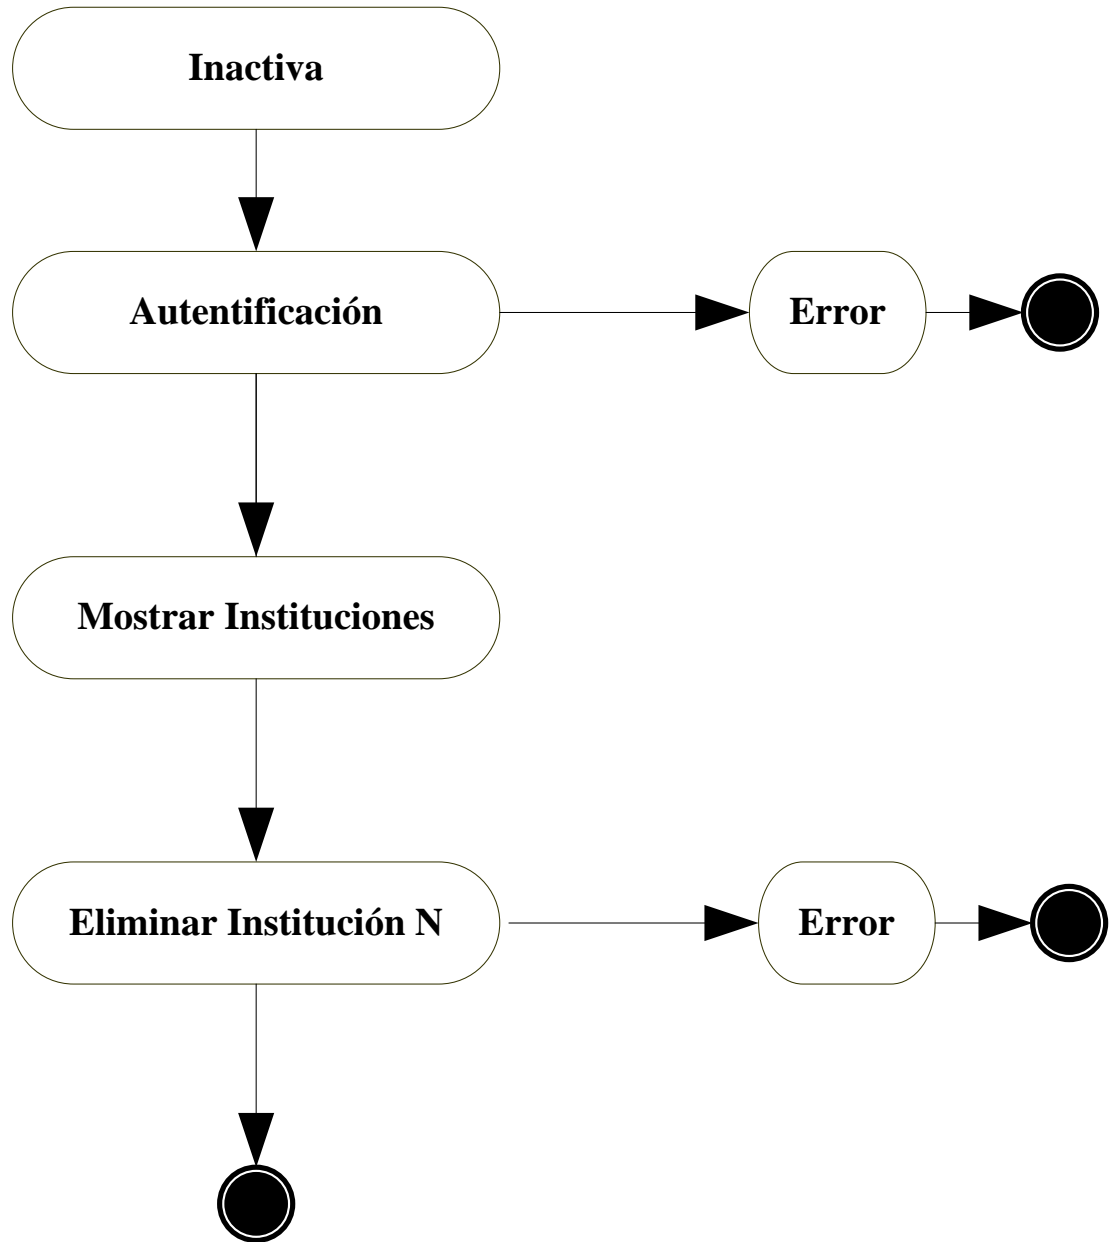 Inactiva
Autentificación
Error
Mostrar Instituciones
Eliminar Institución N
Error